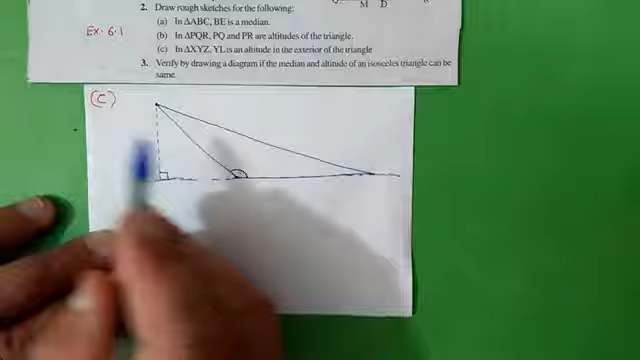 M D
2. Draw rough sketches for the following:
Ex. 6.1
(a) In ΔABC, BE is a median.
(b) In ΔPQR, PQ and PR are altitudes of the triangle.
(c) In ΔXYZ, YL is an altitude in the exterior of the triangle
3. Verify by drawing a diagram if the median and altitude of an isosceles triangle can be
same.
(C)